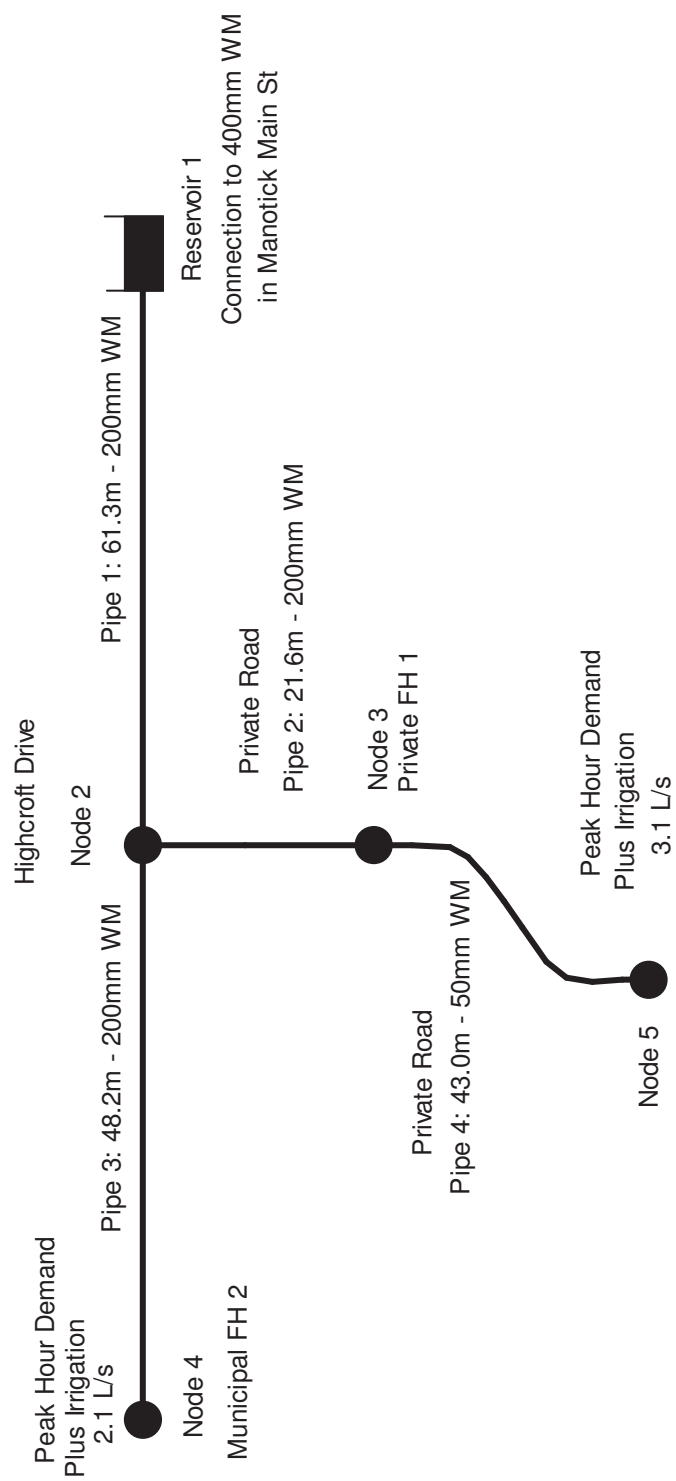 Highcroft Drive
Peak Hour Demand
Plus Irrigation
2.1 L/s
Node 4
Municipal FH 2
Pipe 3: 48.2m - 200mm WM
Node 2
Pipe 1: 61.3m - 200mm WM
Reservoir 1
Connection to 400mm WM
in Manotick Main St
Private Road
Pipe 2: 21.6m - 200mm WM
Node 3
Private FH 1
Private Road
Pipe 4: 43.0m - 50mm WM
Node 5
Peak Hour Demand
Plus Irrigation
3.1 L/s